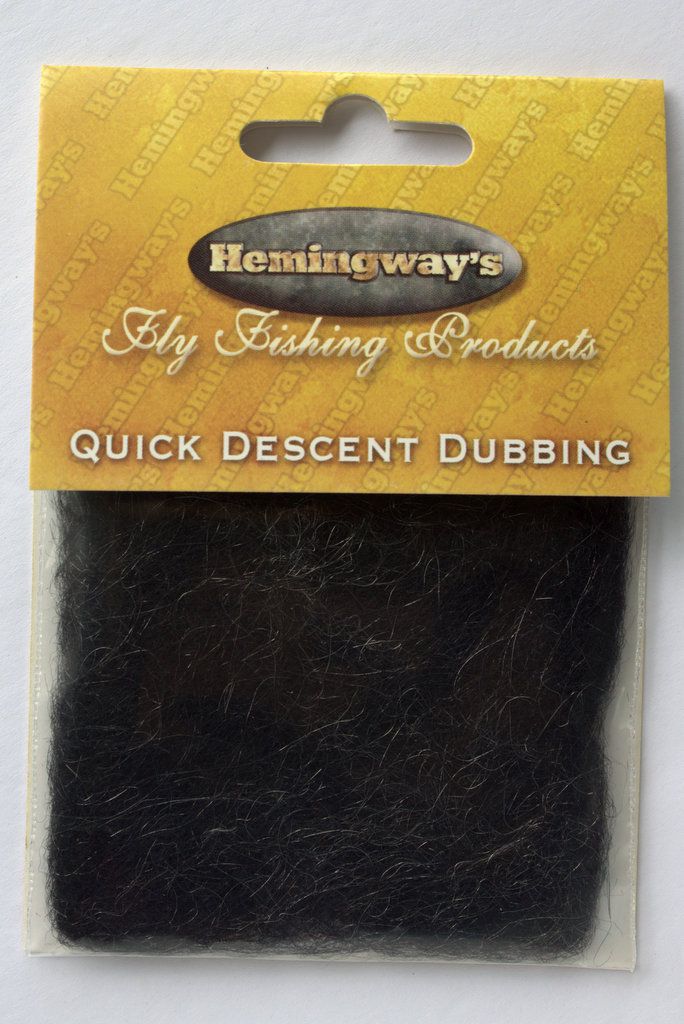 Hemingway's
Fly Fishing Products
QUICK DESCENT DUBBING